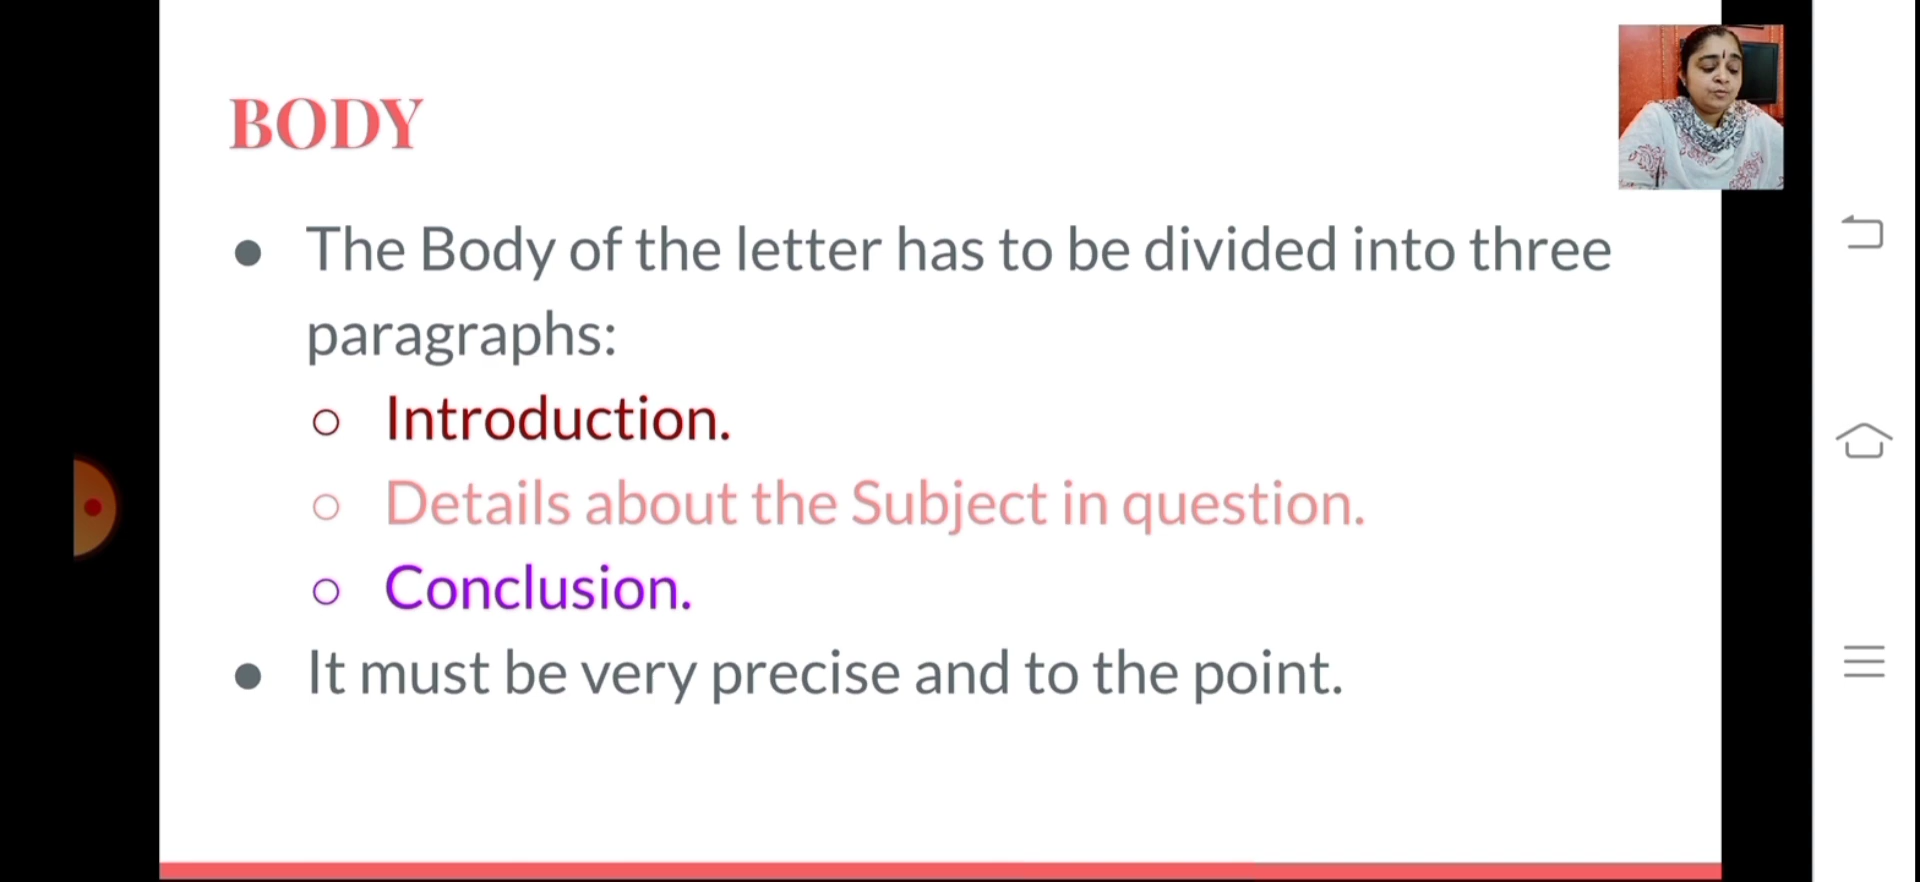 BODY
● The Body of the letter has to be divided into three
paragraphs:
○ Introduction.
○ Details about the Subject in question.
○ Conclusion.
● It must be very precise and to the point.